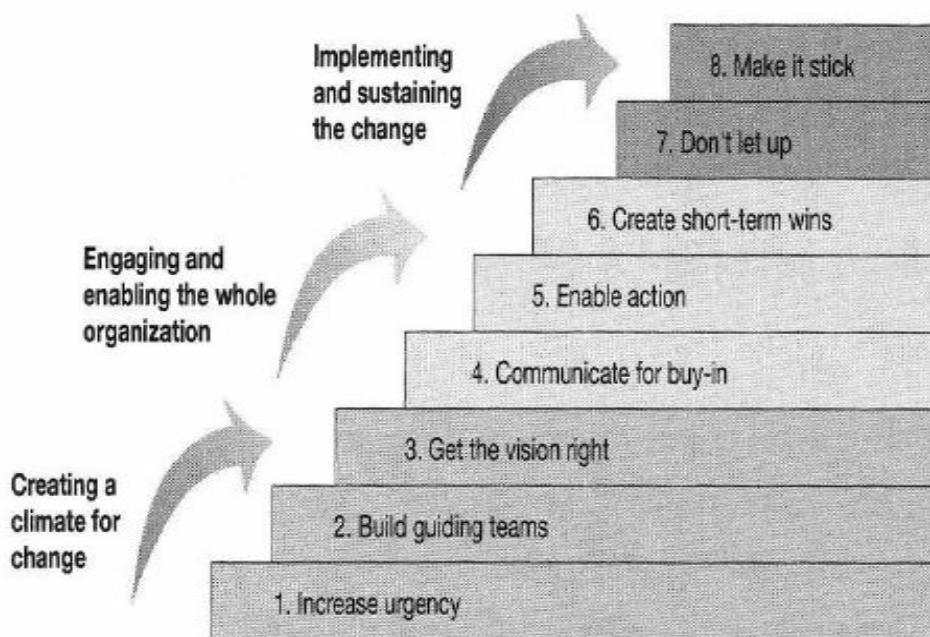 Implementing
and sustaining
the change
8. Make it stick
7. Don't let up
6. Create short-term wins
Engaging and
enabling the whole
organization
5. Enable action
4. Communicate for buy-in
3. Get the vision right
Creating a
climate for
change
2. Build guiding teams
1. Increase urgency